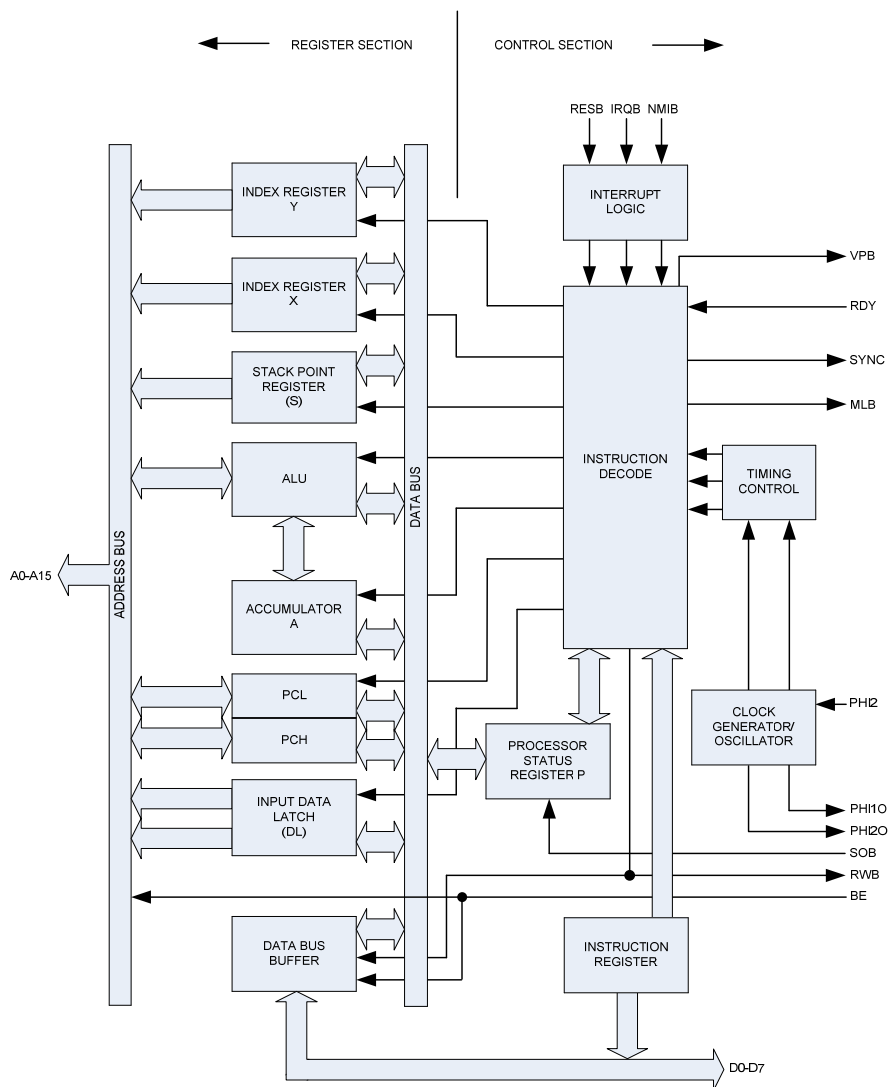 REGISTER SECTION
CONTROL SECTION
RESB IRQB NMIB
INDEX REGISTER
Y
INTERRUPT
LOGIC
VPB
INDEX REGISTER
X
RDY
STACK POINT
REGISTER
(S)
SYNC
MLB
ALU
INSTRUCTION
DECODE
TIMING
CONTROL
DATA BUS
ADDRESS BUS
A0-A15
ACCUMULATOR
A
PCL
PCH
PROCESSOR
STATUS
REGISTER P
CLOCK
GENERATOR/
OSCILLATOR
PHI2
INPUT DATA
LATCH
(DL)
PHI1O
PHI2O
SOB
RWB
BE
DATA BUS
BUFFER
INSTRUCTION
REGISTER
D0-D7